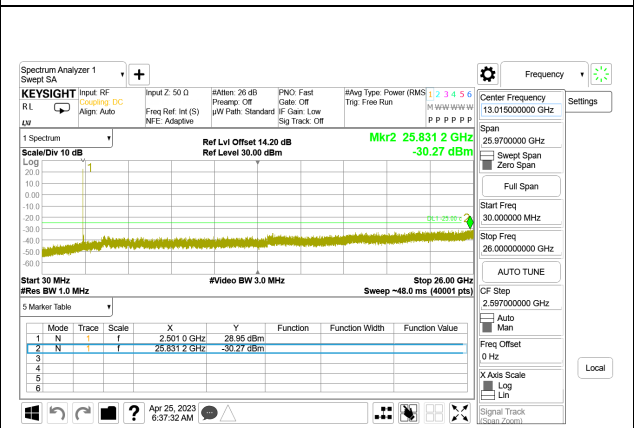 Spectrum Analyzer 1
Swept SA
+
Frequency
KEYSIGHT Input: RF Input Z: 50 Ω #Atten: 26 dB PNO: Fast #Avg Type: Power (RMS 1 2 3 4 5 6
RL Coupling: DC Preamp: Off Gate: Off Trig: Free Run M W W W W W
Align: Auto Freq Ref: Int (S) µW Path: Standard IF Gain: Low
NFE: Adaptive Sig Track: Off P P P P P P
LXI
1 Spectrum
Ref Lvl Offset 14.20 dB Mkr2 25.831 2 GHz
Scale/Div 10 dB Ref Level 30.00 dBm -30.27 dBm
Log
1
20.0
10.0
0.00
-10.0
-20.0
-30.0
-40.0
-50.0
-60.0
2
Start 30 MHz #Video BW 3.0 MHz Stop 26.00 GHz
#Res BW 1.0 MHz Sweep ~48.0 ms (40001 pts)
5 Marker Table
Mode Trace Scale X Y Function Function Width Function Value
1 N 1 f 2.501 0 GHz 28.95 dBm
2 N 1 f 25.831 2 GHz -30.27 dBm
3
4
5
6
Apr 25, 2023
6:37:32 AM
?
Center Frequency
13.015000000 GHz
Settings
Span
25.9700000 GHz
Swept Span
Zero Span
Full Span
Start Freq
30.000000 MHz
Stop Freq
26.000000000 GHz
AUTO TUNE
CF Step
2.597000000 GHz
Auto
Man
Freq Offset
0 Hz
X Axis Scale
Log
Lin
Local
Signal Track
(Span Zoom)